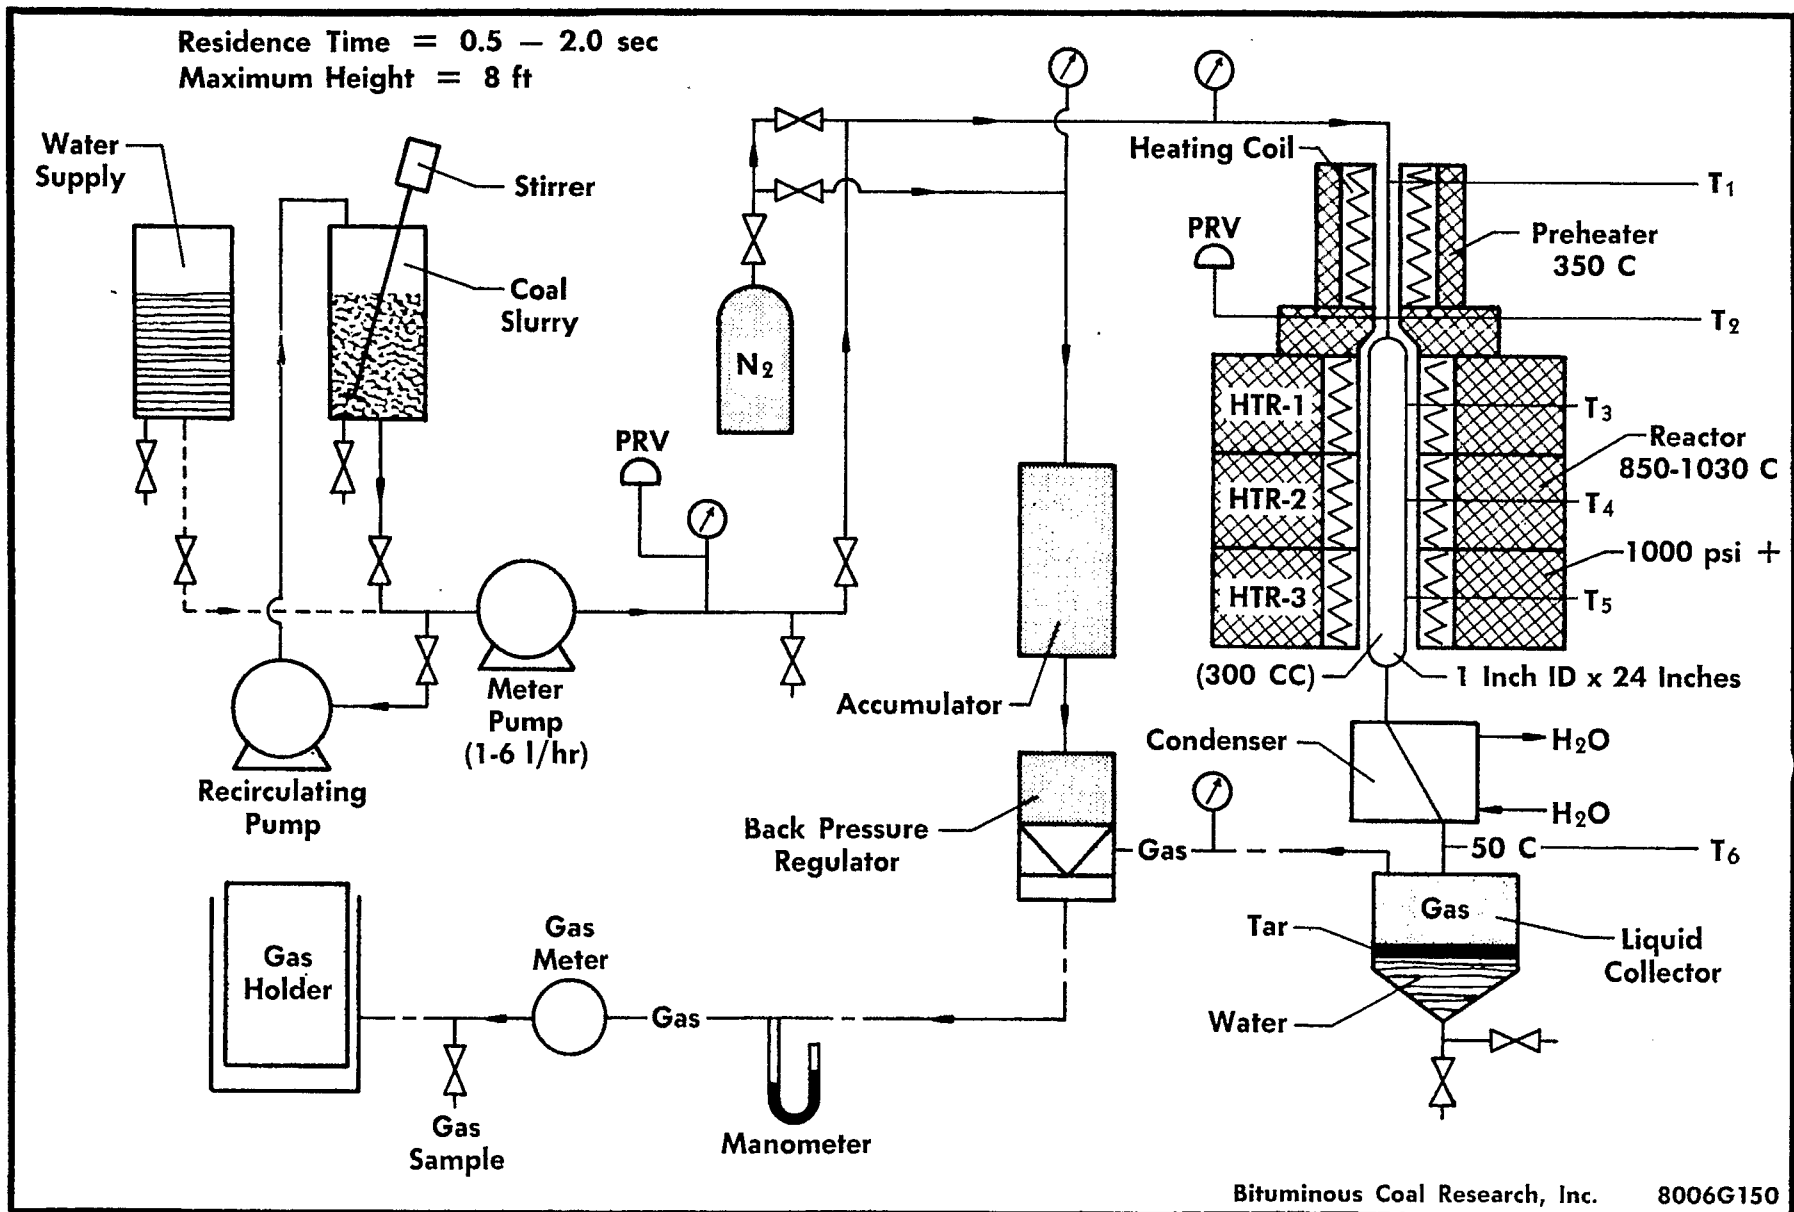 Residence Time = 0.5 – 2.0 sec
Maximum Height = 8 ft
Water
Supply
Stirrer
Coal
Slurry
Heating Coil
T1
PRV
Preheater
350 C
T2
N2
HTR-1
T3
PRV
Reactor
850-1030 C
HTR-2
T4
1000 psi +
HTR-3
T5
(300 CC)
1 Inch ID x 24 Inches
Meter
Pump
(1-6 l/hr)
Accumulator
Condenser
H2O
H2O
Recirculating
Pump
Back Pressure
Regulator
Gas
50 C
T6
Gas
Tar
Liquid
Collector
Water
Gas
Holder
Gas
Meter
Gas
Manometer
Gas
Sample
Bituminous Coal Research, Inc. 8006G150